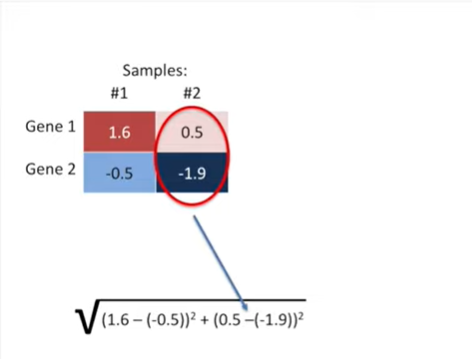 Samples:
#1 #2
Gene 1 1.6 0.5
Gene 2 -0.5 -1.9
√(1.6 – (-0.5))² + (0.5 –(-1.9))²